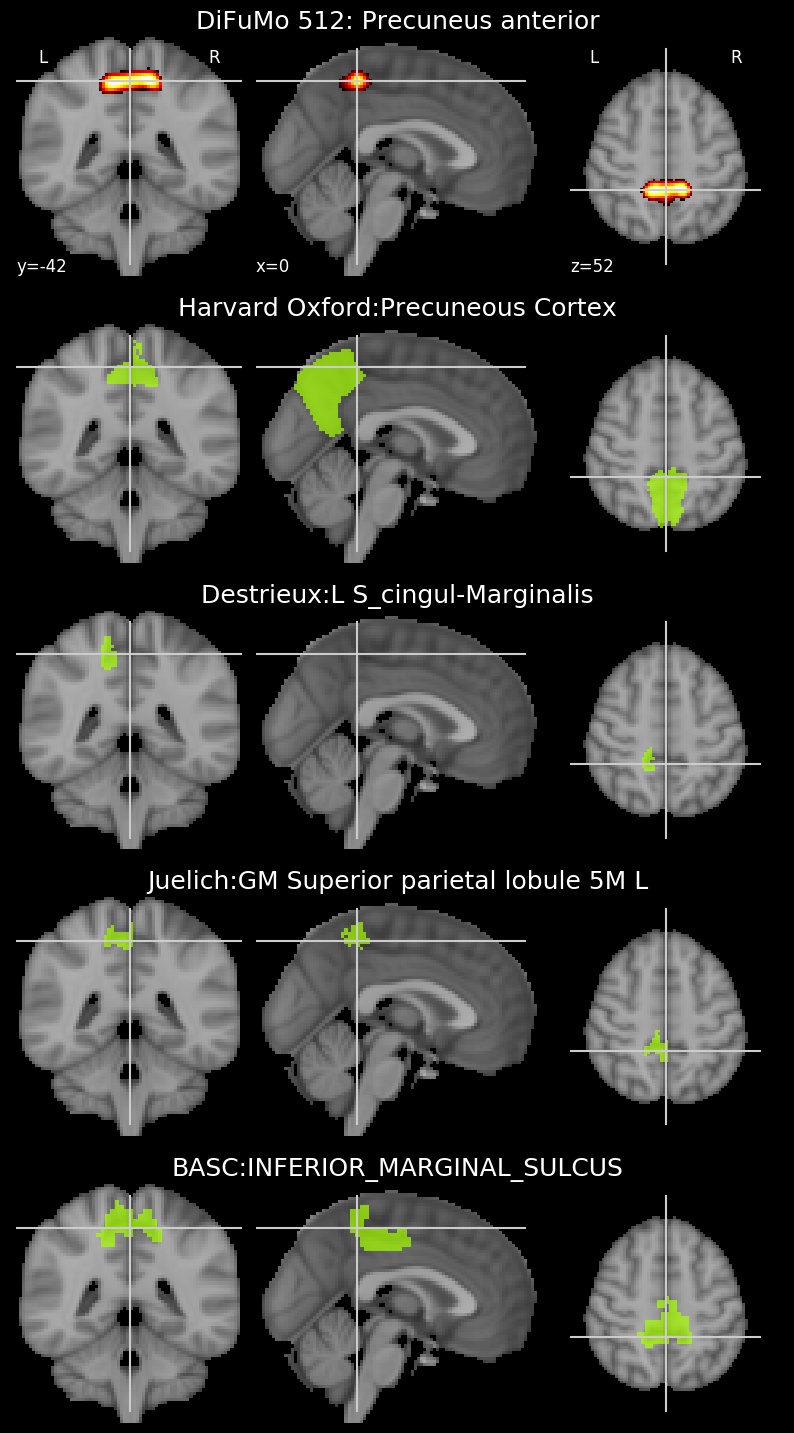 DiFuMo 512: Precuneus anterior
L R L R
y=-42 x=0 z=52
Harvard Oxford:Precuneous Cortex
Destrieux:L S_cingul-Marginalis
Juelich:GM Superior parietal lobule 5M L
BASC:INFERIOR_MARGINAL_SULCUS